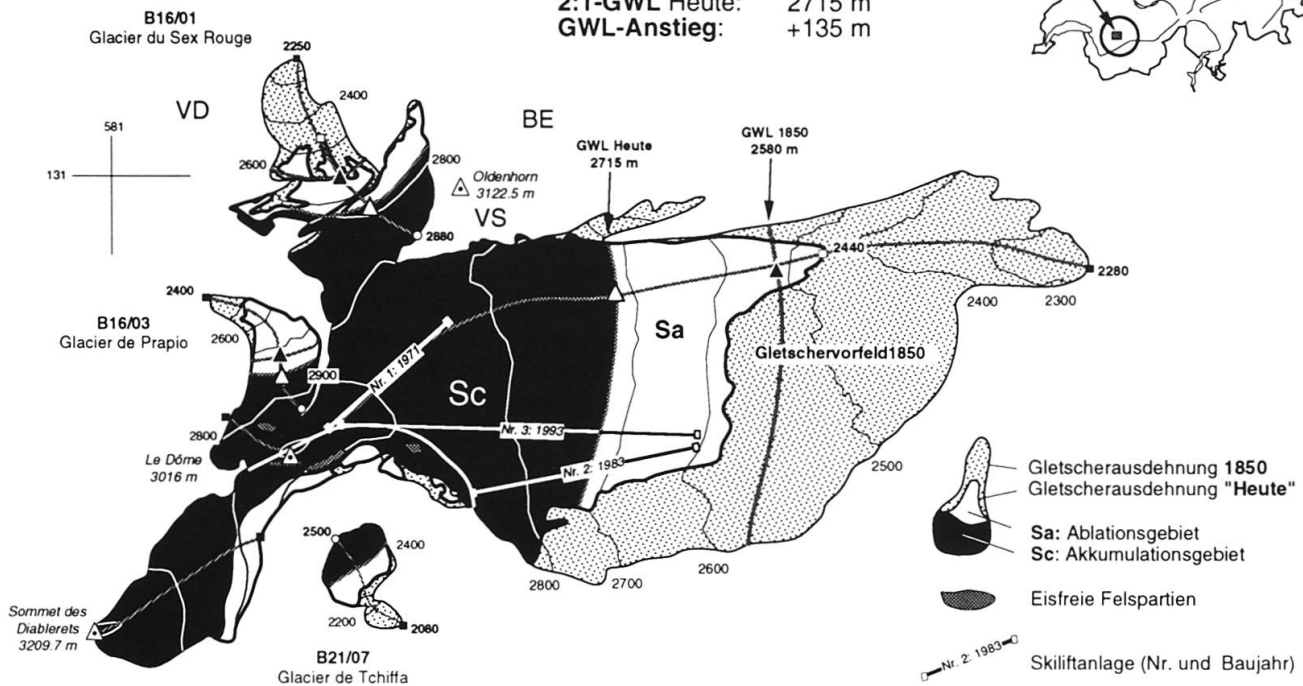 B16/01
Glacier du Sex Rouge
2:1-GWL Heute: 2715 m
GWL-Anstieg: +135 m
2250
2400
VD
BE
581
131
2600
2800
GWL Heute
2715 m
GWL 1850
2580 m
Oldenhorn
3122.5 m
VS
2880
2440
2280
2400
2300
2400
B16/03
Glacier de Prapio
2600
2900
Nr. 1: 1971
Sa
Gletschervorfeld1850
Sc
Nr. 3: 1993
Nr. 2: 1983
2800
Le Dôme
3016 m
2500
2500
2400
2800
2700
2600
2200
2080
Sommet des
Diablerets
3209.7 m
B21/07
Glacier de Tchiffa
Gletscherausdehnung 1850
Gletscherausdehnung "Heute"
Sa: Ablationsgebiet
Sc: Akkumulationsgebiet
Eisfreie Felspartien
Nr. 2: 1983
Skiliftanlage (Nr. und Baujahr)